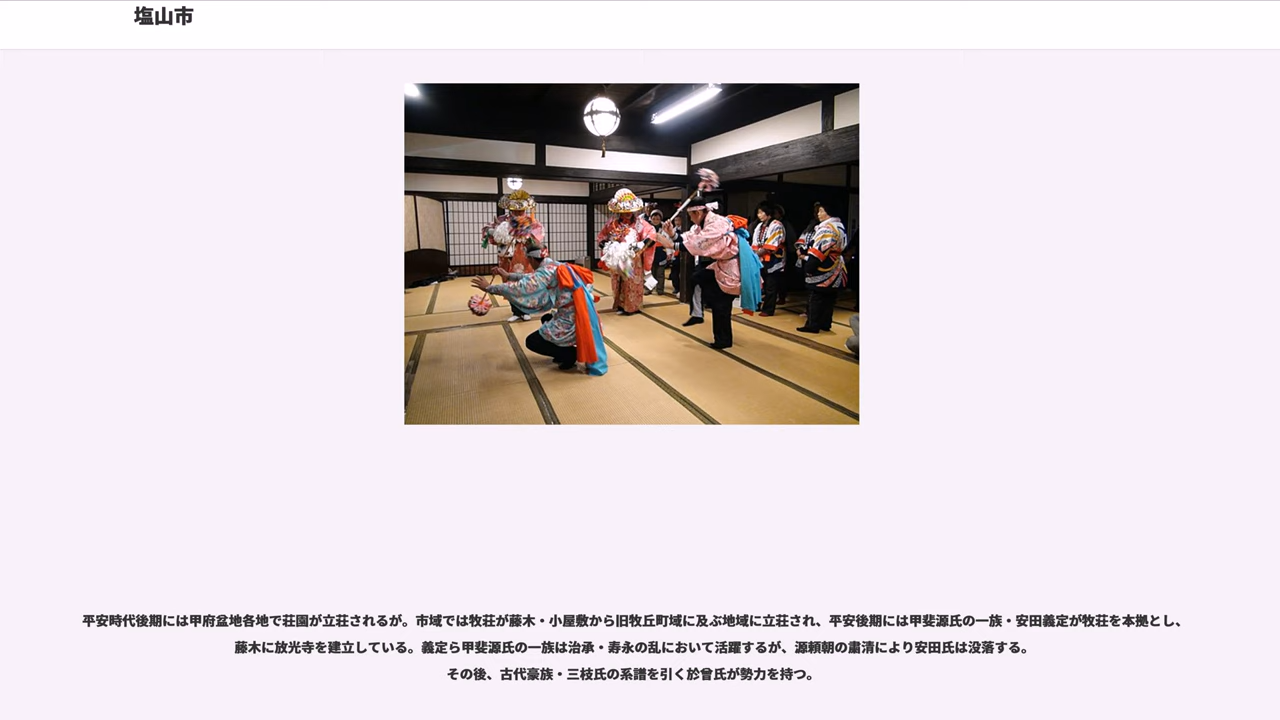 塩山市
平安時代後期には甲府盆地各地で荘園が立荘されるが。市域では牧荘が藤木・小屋敷から旧牧丘町域に及ぶ地域に立荘され、平安後期には甲斐源氏の一族・安田義定が牧荘を本拠とし、
藤木に放光寺を建立している。義定ら甲斐源氏の一族は治承・寿永の乱において活躍するが、源頼朝の粛清により安田氏は没落する。
その後、古代豪族・三枝氏の系譜を引く於曾氏が勢力を持つ。